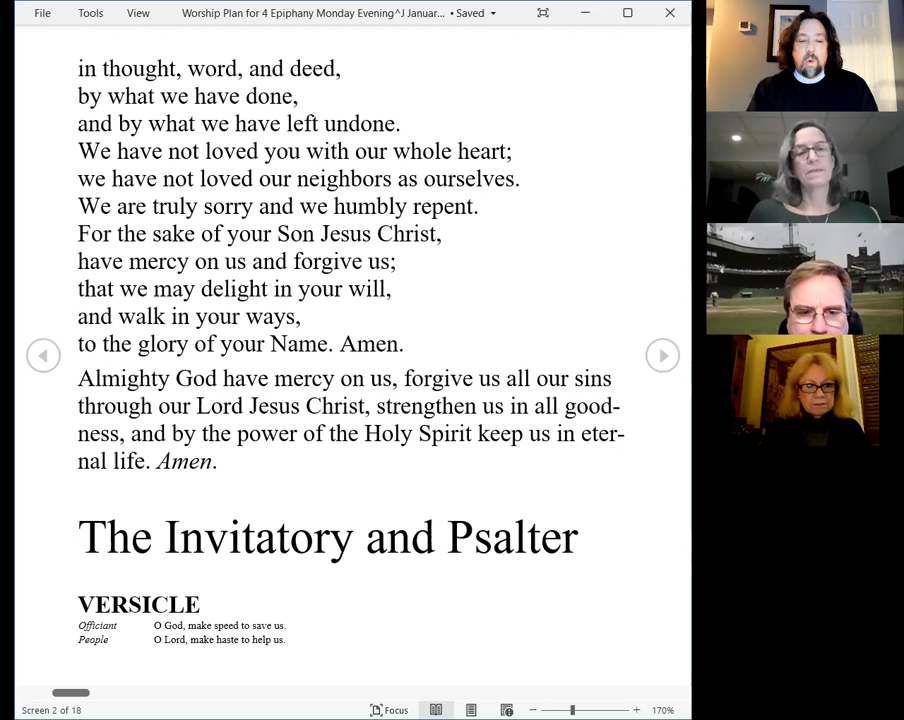 File Tools View Worship Plan for 4 Epiphany Monday Evening^J Januar... • Saved
in thought, word, and deed,
by what we have done,
and by what we have left undone.
We have not loved you with our whole heart;
we have not loved our neighbors as ourselves.
We are truly sorry and we humbly repent.
For the sake of your Son Jesus Christ,
have mercy on us and forgive us;
that we may delight in your will,
and walk in your ways,
to the glory of your Name. Amen.
Almighty God have mercy on us, forgive us all our sins
through our Lord Jesus Christ, strengthen us in all good-
ness, and by the power of the Holy Spirit keep us in eter-
nal life. Amen.
The Invitatory and Psalter
VERSICLE
Officiant O God, make speed to save us.
People O Lord, make haste to help us.
Screen 2 of 18 Focus 170%